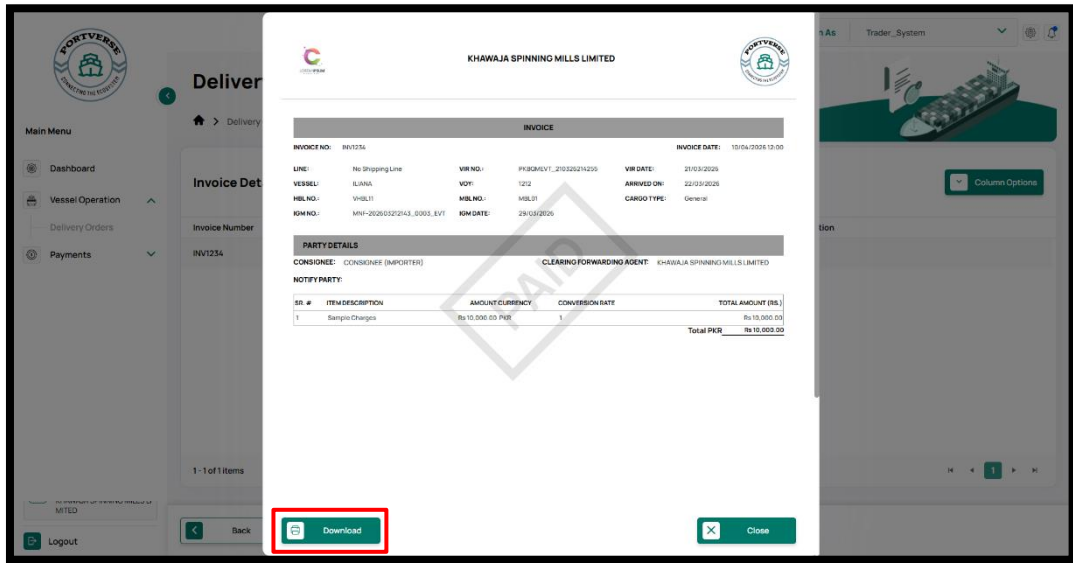 PORTVERSE
CONNECTING THE ECOSYSTEM
Main Menu
Dashboard
Vessel Operation
Delivery Orders
Payments
MITED
Logout
Deliver
Delivery
n As
Trader_System
Invoice Det
Column Options
Invoice Number
tion
INV1234
1 - 1 of 1 items
1
Back
KHAWAJA SPINNING MILLS LIMITED
PORTVERSE
INVOICE
INVOICE NO: INV1234 INVOICE DATE: 10/04/2026 12:00
LINE: No Shipping Line VIR NO.: PKBQMEVT_210326214255 VIR DATE: 21/03/2026
VESSEL: ILIANA VOY: 1212 ARRIVED ON: 22/03/2026
HBL NO.: VHBL11 MBL NO.: MBL01 CARGO TYPE: General
IGM NO.: MNF-202603212143_0003_EVT IGM DATE: 29/03/2026
PARTY DETAILS
CONSIGNEE: CONSIGNEE (IMPORTER) CLEARING FORWARDING AGENT: KHAWAJA SPINNING MILLS LIMITED
NOTIFY PARTY:
SR. # ITEM DESCRIPTION AMOUNT CURRENCY CONVERSION RATE TOTAL AMOUNT (RS.)
1 Sample Charges Rs 10,000.00 PKR 1 Rs 10,000.00
Total PKR Rs 10,000.00
PAID
Download
Close